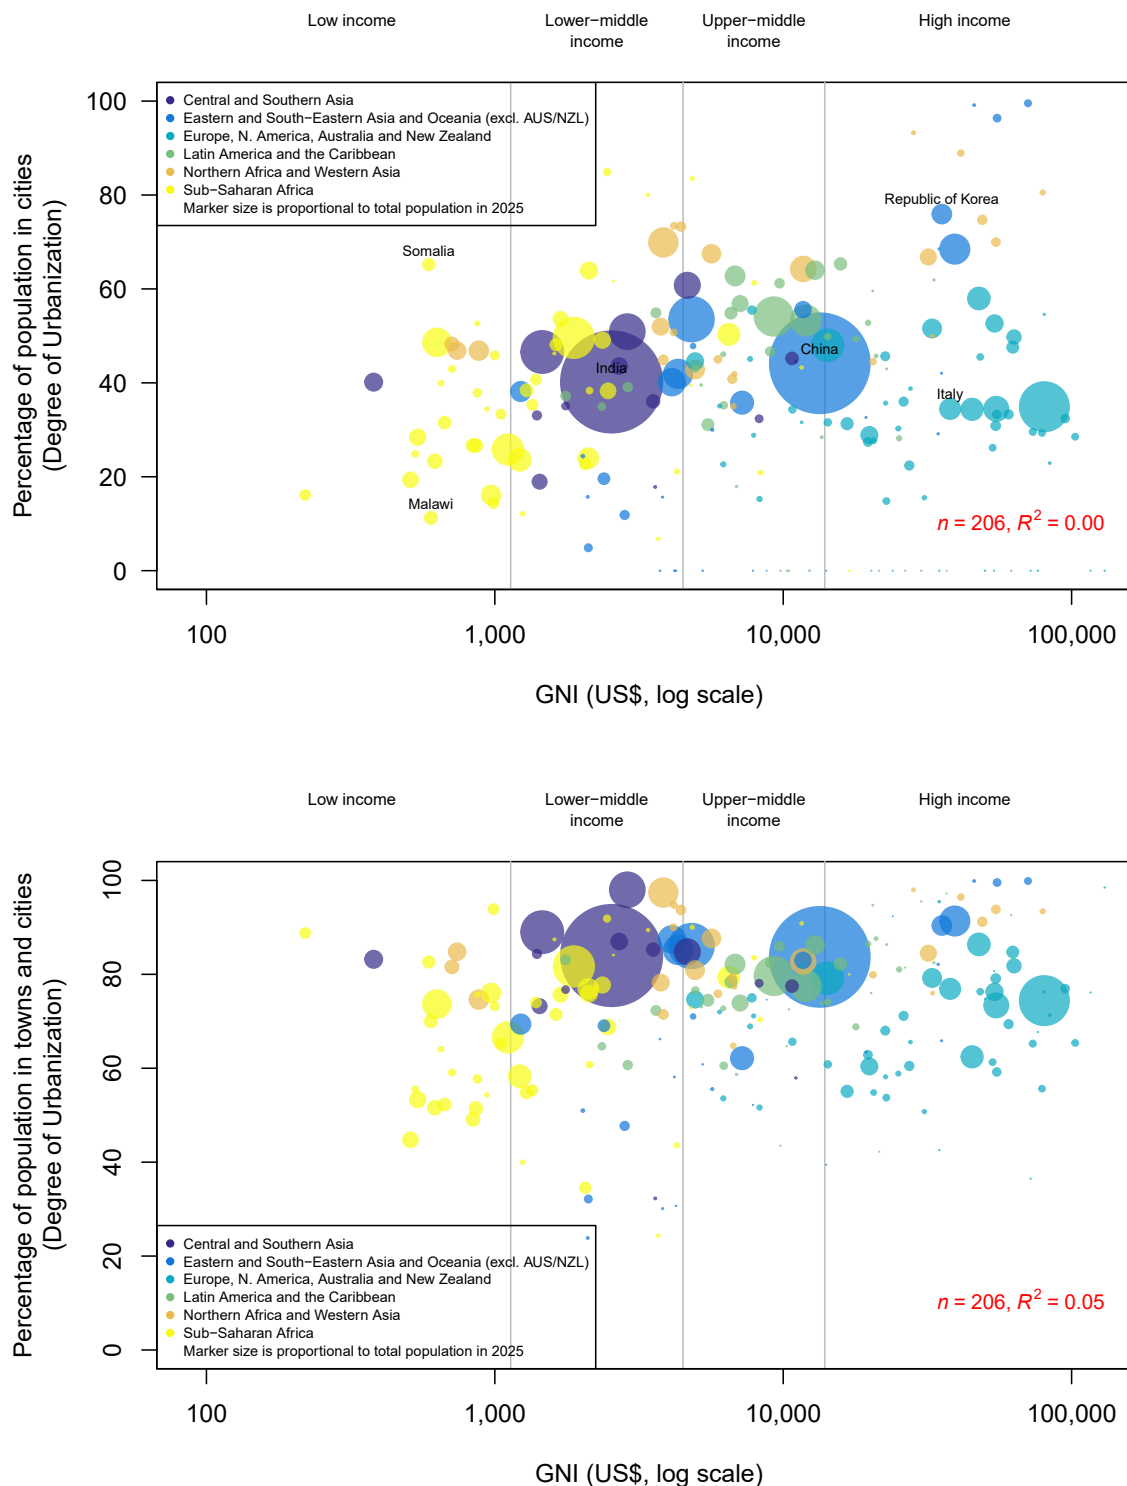 Low income
Lower−middle
income
Upper−middle
income
High income
Percentage of population in cities
(Degree of Urbanization)
100
80
60
40
20
0
Central and Southern Asia
Eastern and South−Eastern Asia and Oceania (excl. AUS/NZL)
Europe, N. America, Australia and New Zealand
Latin America and the Caribbean
Northern Africa and Western Asia
Sub−Saharan Africa
Marker size is proportional to total population in 2025
Republic of Korea
Somalia
China
India
Italy
Malawi
n = 206, R² = 0.00
100
1,000
10,000
100,000
GNI (US$, log scale)
Low income
Lower−middle
income
Upper−middle
income
High income
Percentage of population in towns and cities
(Degree of Urbanization)
100
80
60
40
20
0
Central and Southern Asia
Eastern and South−Eastern Asia and Oceania (excl. AUS/NZL)
Europe, N. America, Australia and New Zealand
Latin America and the Caribbean
Northern Africa and Western Asia
Sub−Saharan Africa
Marker size is proportional to total population in 2025
n = 206, R² = 0.05
100
1,000
10,000
100,000
GNI (US$, log scale)